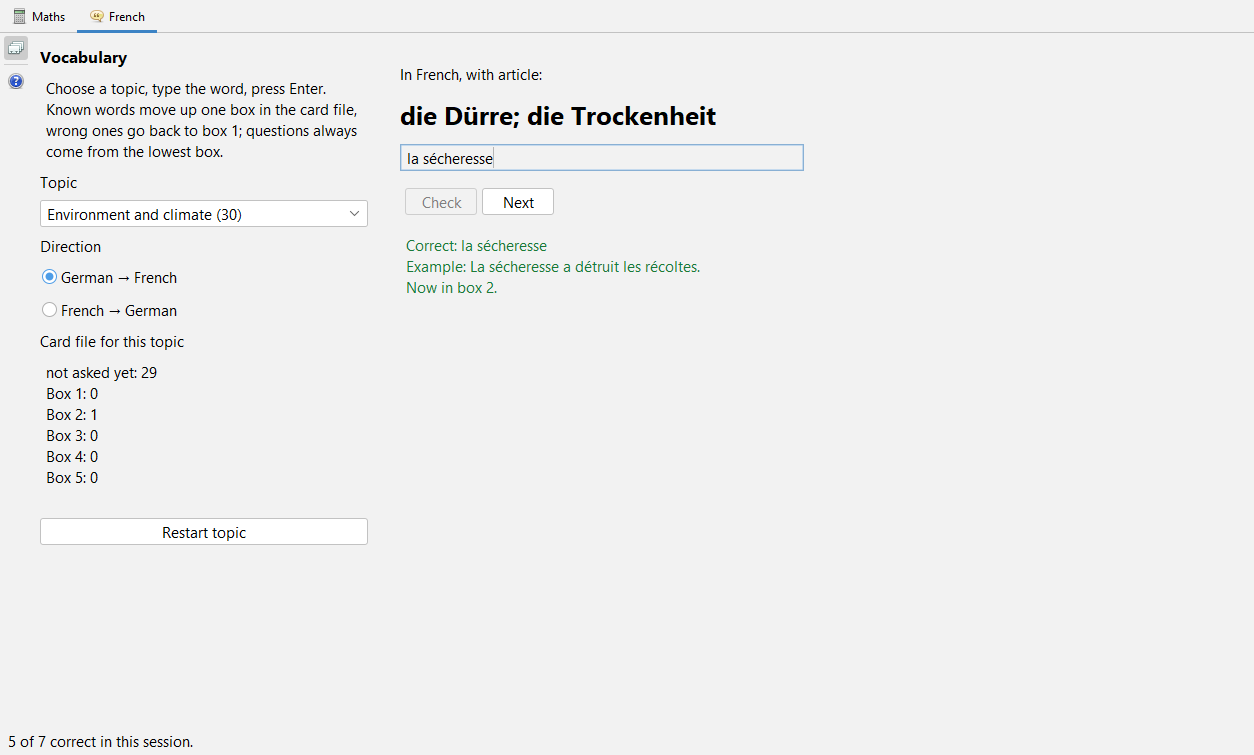 Maths
French
Vocabulary
Choose a topic, type the word, press Enter.
Known words move up one box in the card file,
wrong ones go back to box 1; questions always
come from the lowest box.
Topic
Environment and climate (30)
Direction
German → French
French → German
Card file for this topic
not asked yet: 29
Box 1: 0
Box 2: 1
Box 3: 0
Box 4: 0
Box 5: 0
Restart topic
In French, with article:
die Dürre; die Trockenheit
la sécheresse
Check
Next
Correct: la sécheresse
Example: La sécheresse a détruit les récoltes.
Now in box 2.
5 of 7 correct in this session.